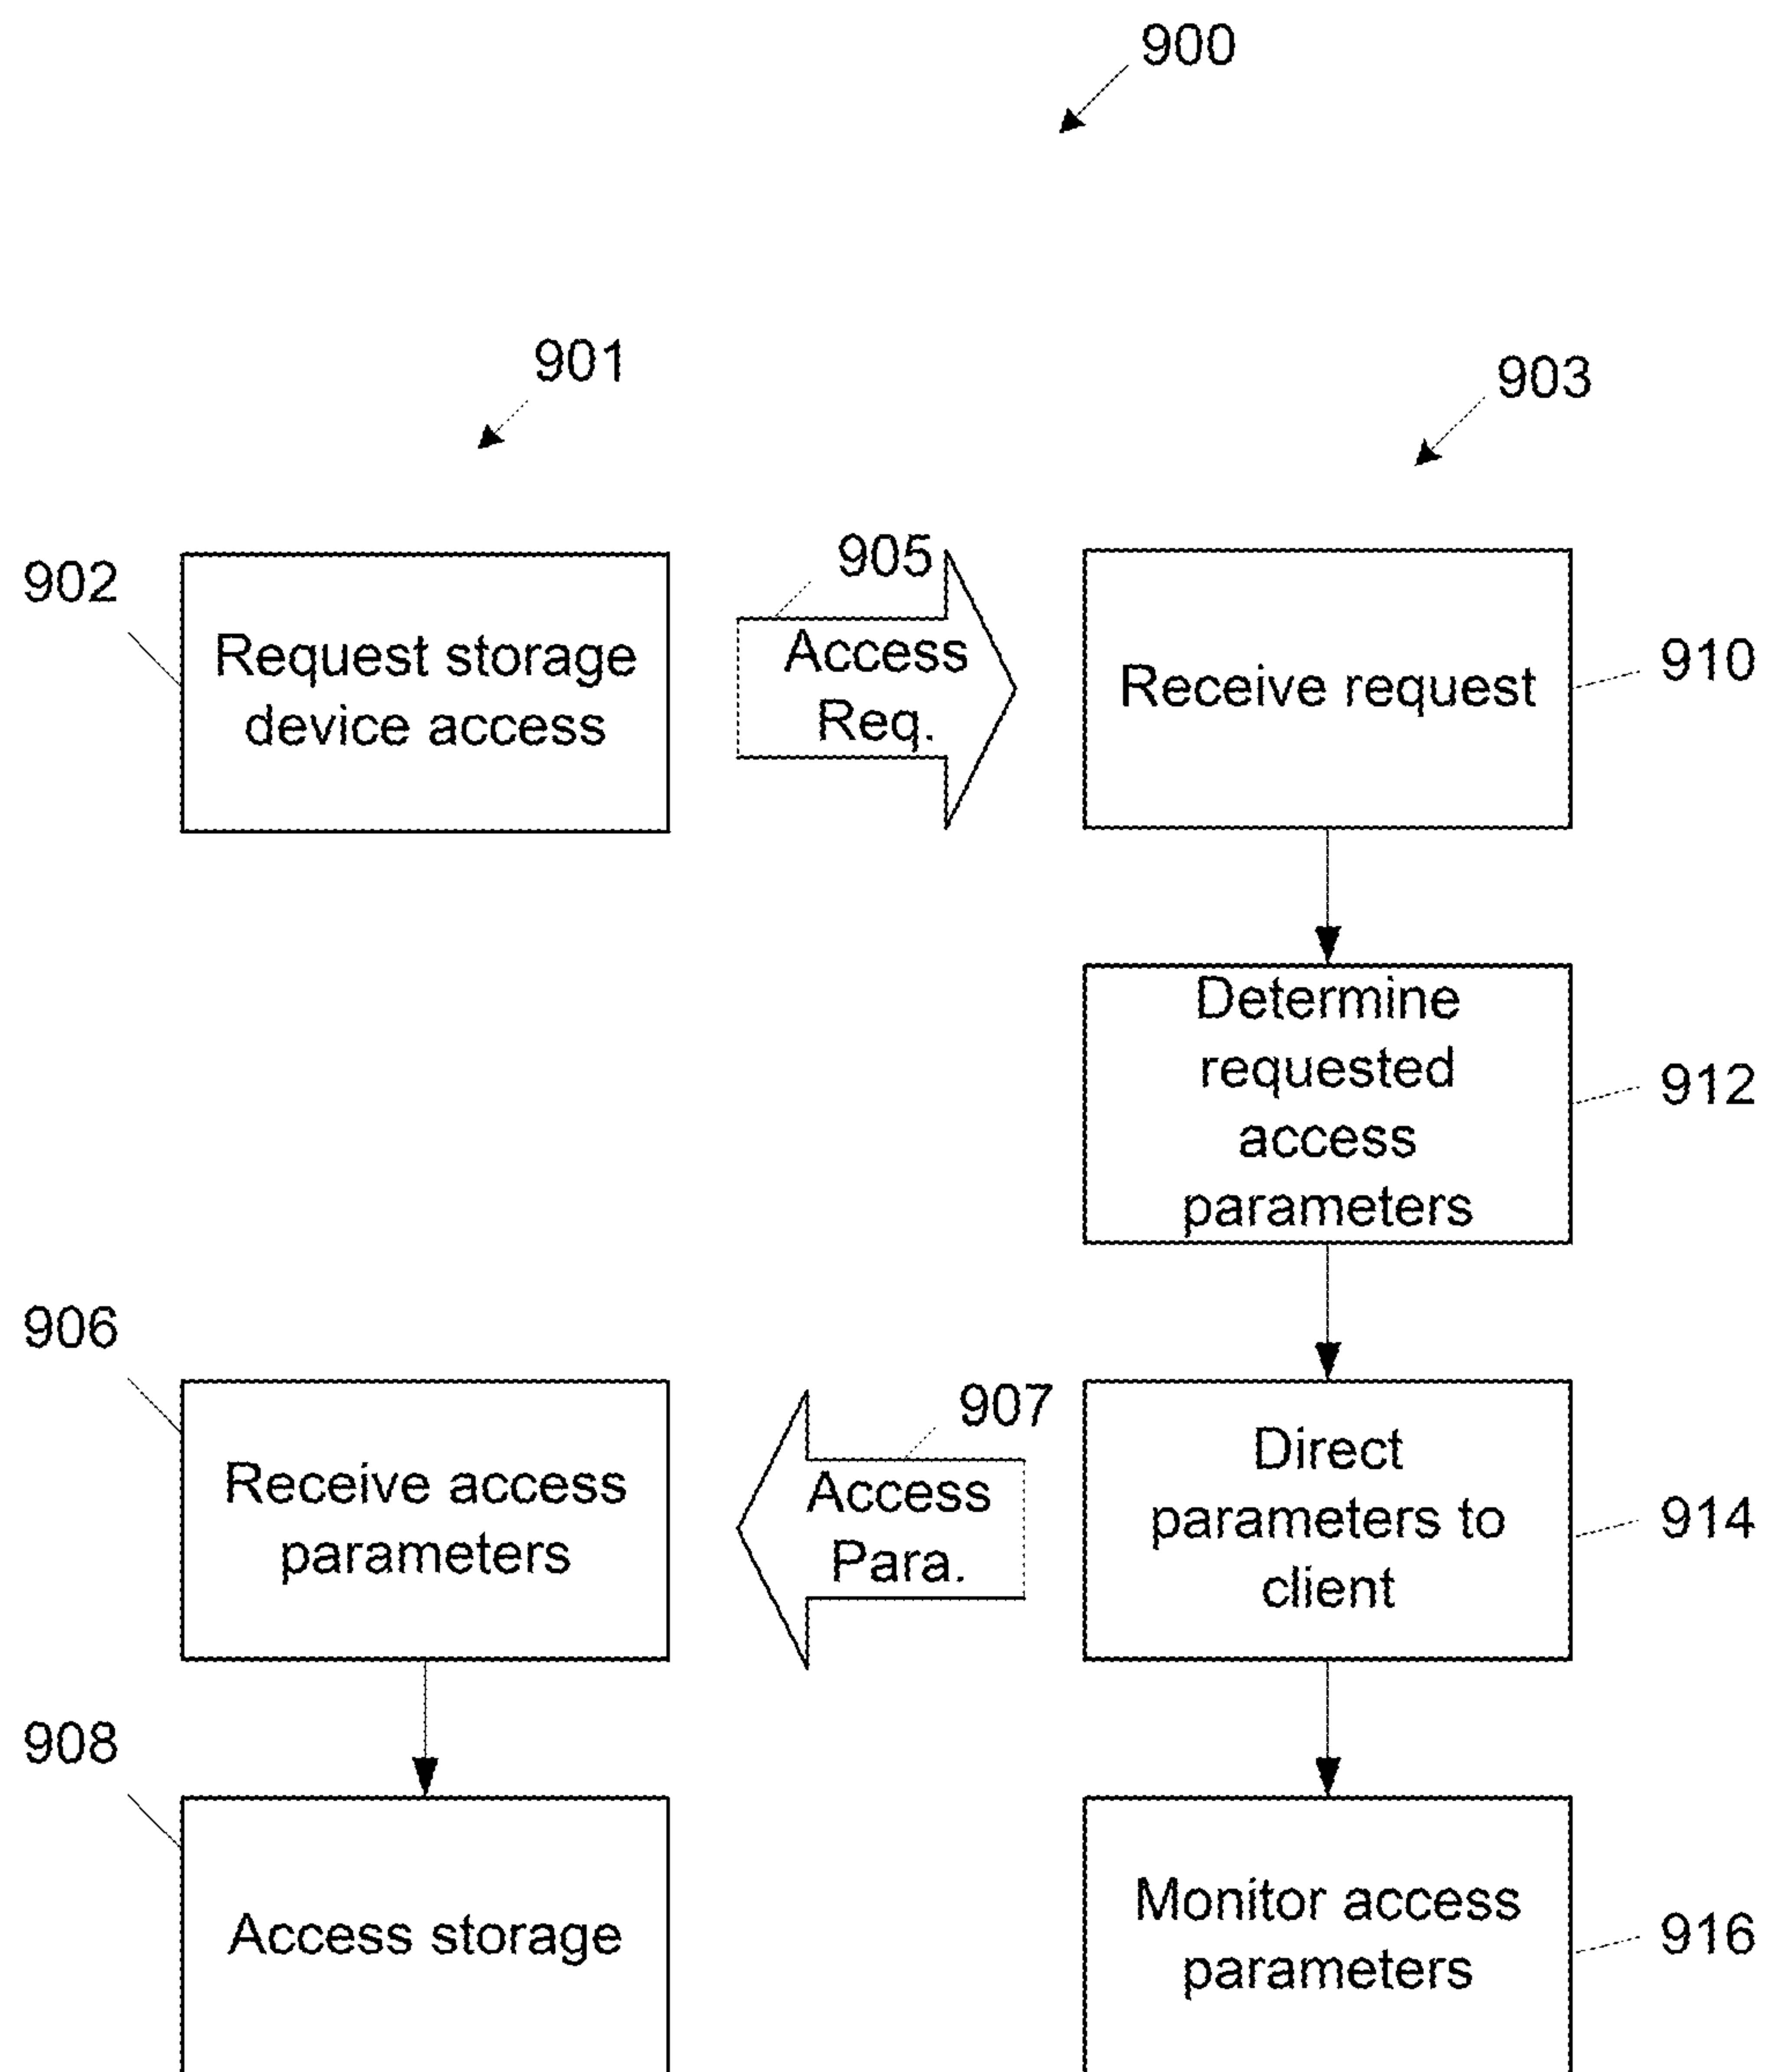 900
901
903
902
Request storage
device access
905
Access
Req.
Receive request
910
Determine
requested
access
parameters
912
906
Receive access
parameters
907
Access
Para.
Direct
parameters to
client
914
908
Access storage
Monitor access
parameters
916